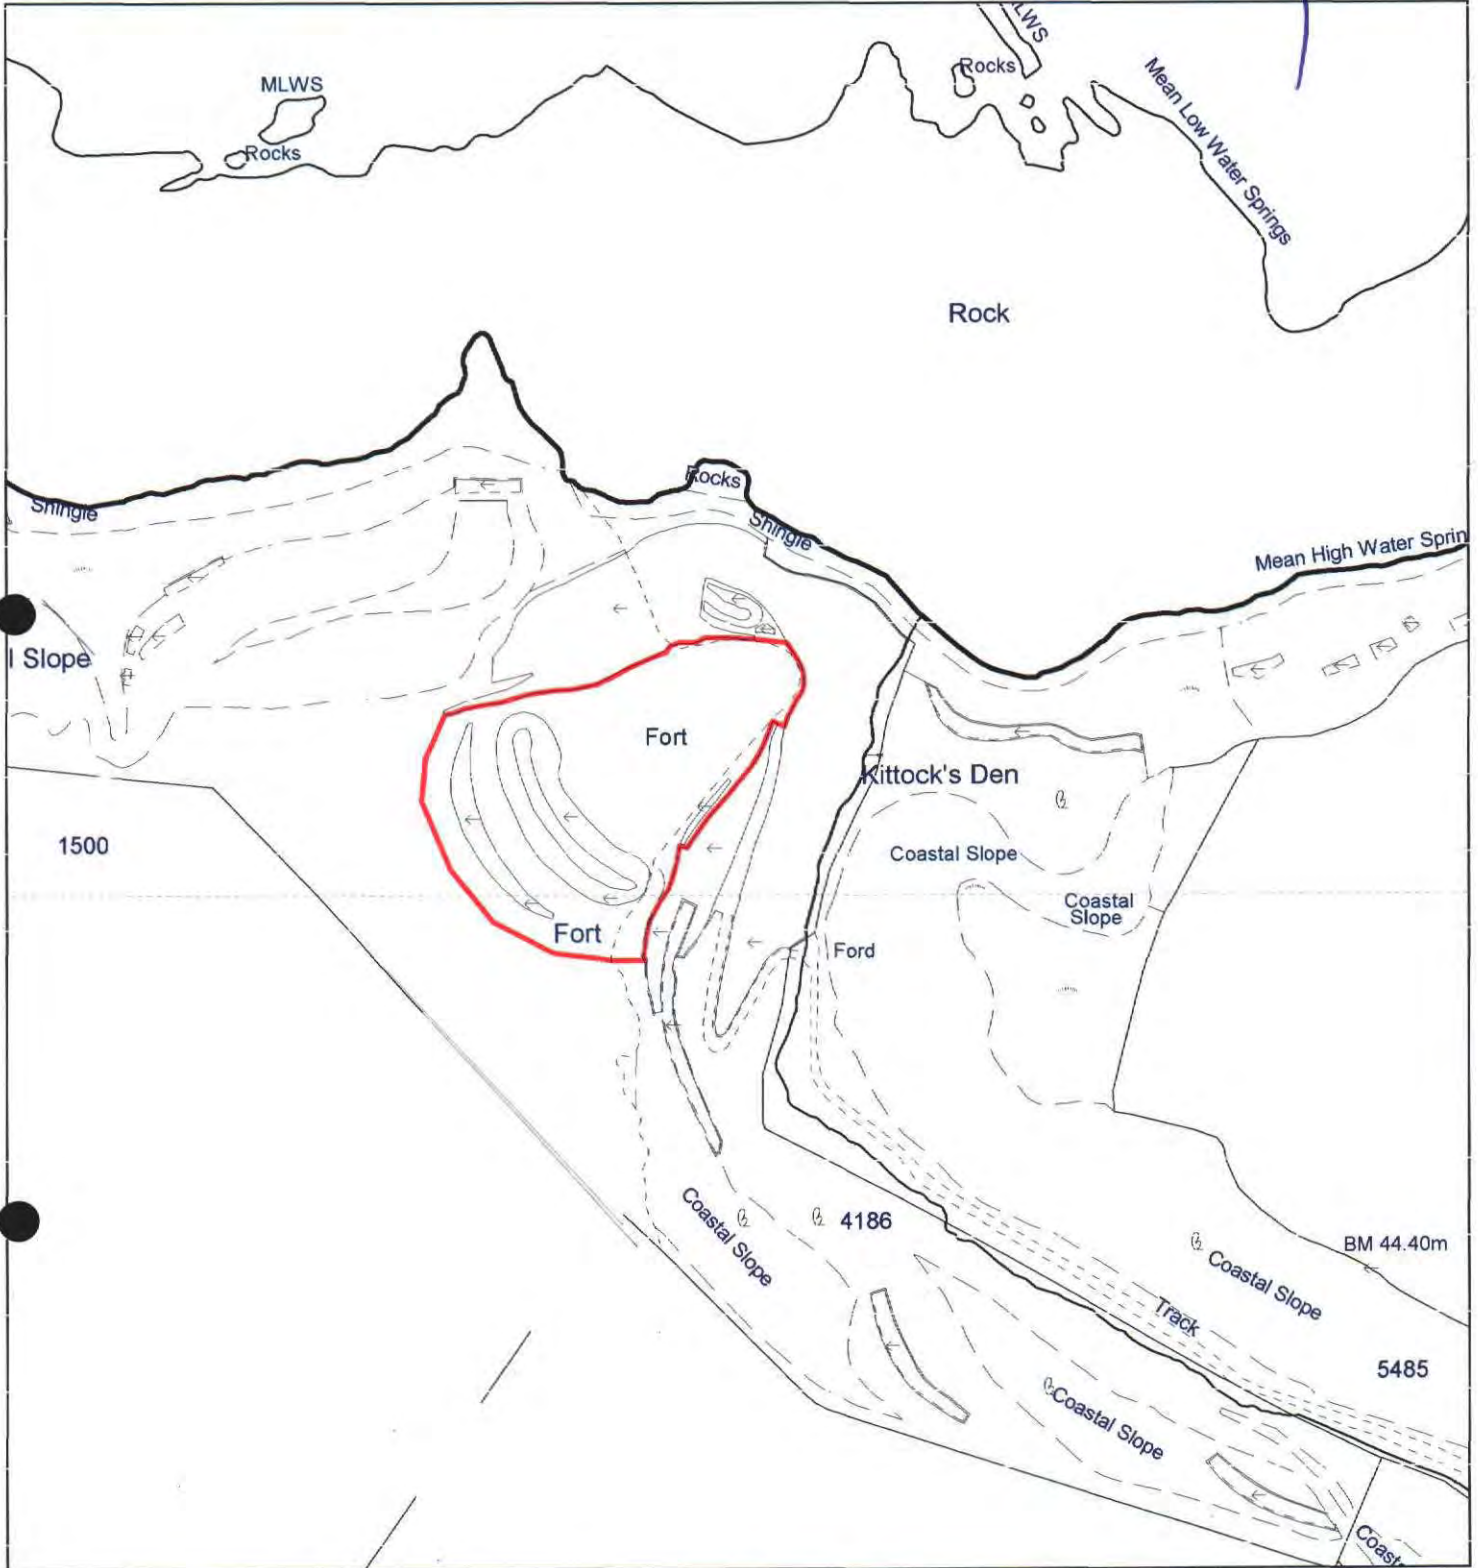 LWS
Rocks
MLWS
Rocks
Mean Low Water Springs
Rock
Rocks
Shingle
Shingle
Mean High Water Sprin
l Slope
Fort
Kittock's Den
1500
Coastal Slope
Coastal
Slope
Fort
Ford
Coastal Slope
4186
BM 44.40m
Coastal Slope
Track
5485
Coastal Slope
Coast